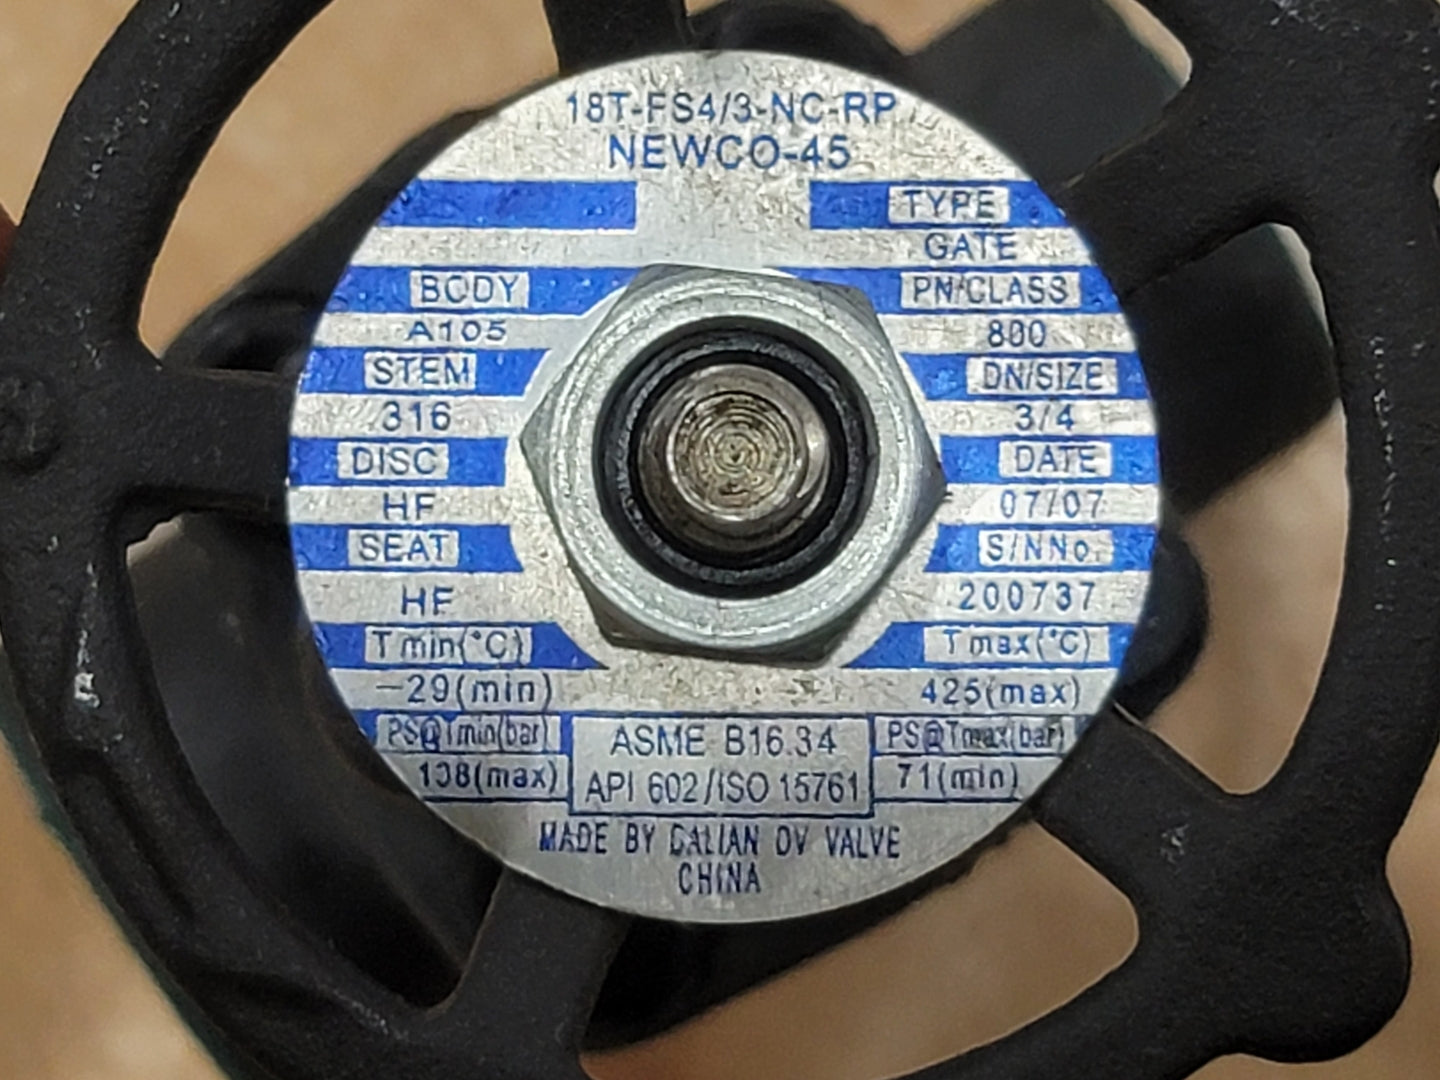 18T-FS4/3-NC-RP
NEWCO-45
TYPE
GATE
BODY
PN/CLASS
A105
800
STEM
DN/SIZE
316
3/4
DISC
DATE
HF
07/07
SEAT
S/NNo.
HF
200737
T min(°C)
T max(°C)
-29(min)
425(max)
PS@Tmin(bar)
ASME B16.34
PS@Tmax(bar)
138(max)
API 602/ISO 15761
71(min)
MADE BY DALIAN DV VALVE
CHINA